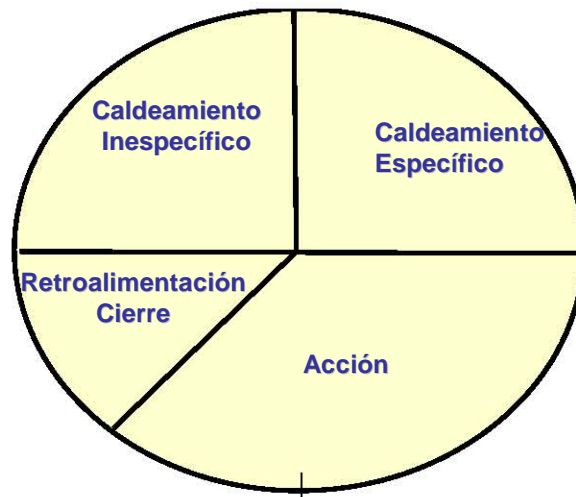 Caldeamiento
Inespecífico
Caldeamiento
Específico
Retroalimentación
Cierre
Acción